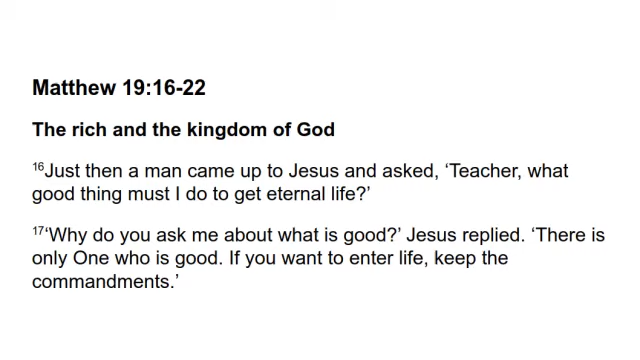 Matthew 19:16-22
The rich and the kingdom of God
16Just then a man came up to Jesus and asked, ‘Teacher, what
good thing must I do to get eternal life?’
17‘Why do you ask me about what is good?’ Jesus replied. ‘There is
only One who is good. If you want to enter life, keep the
commandments.’